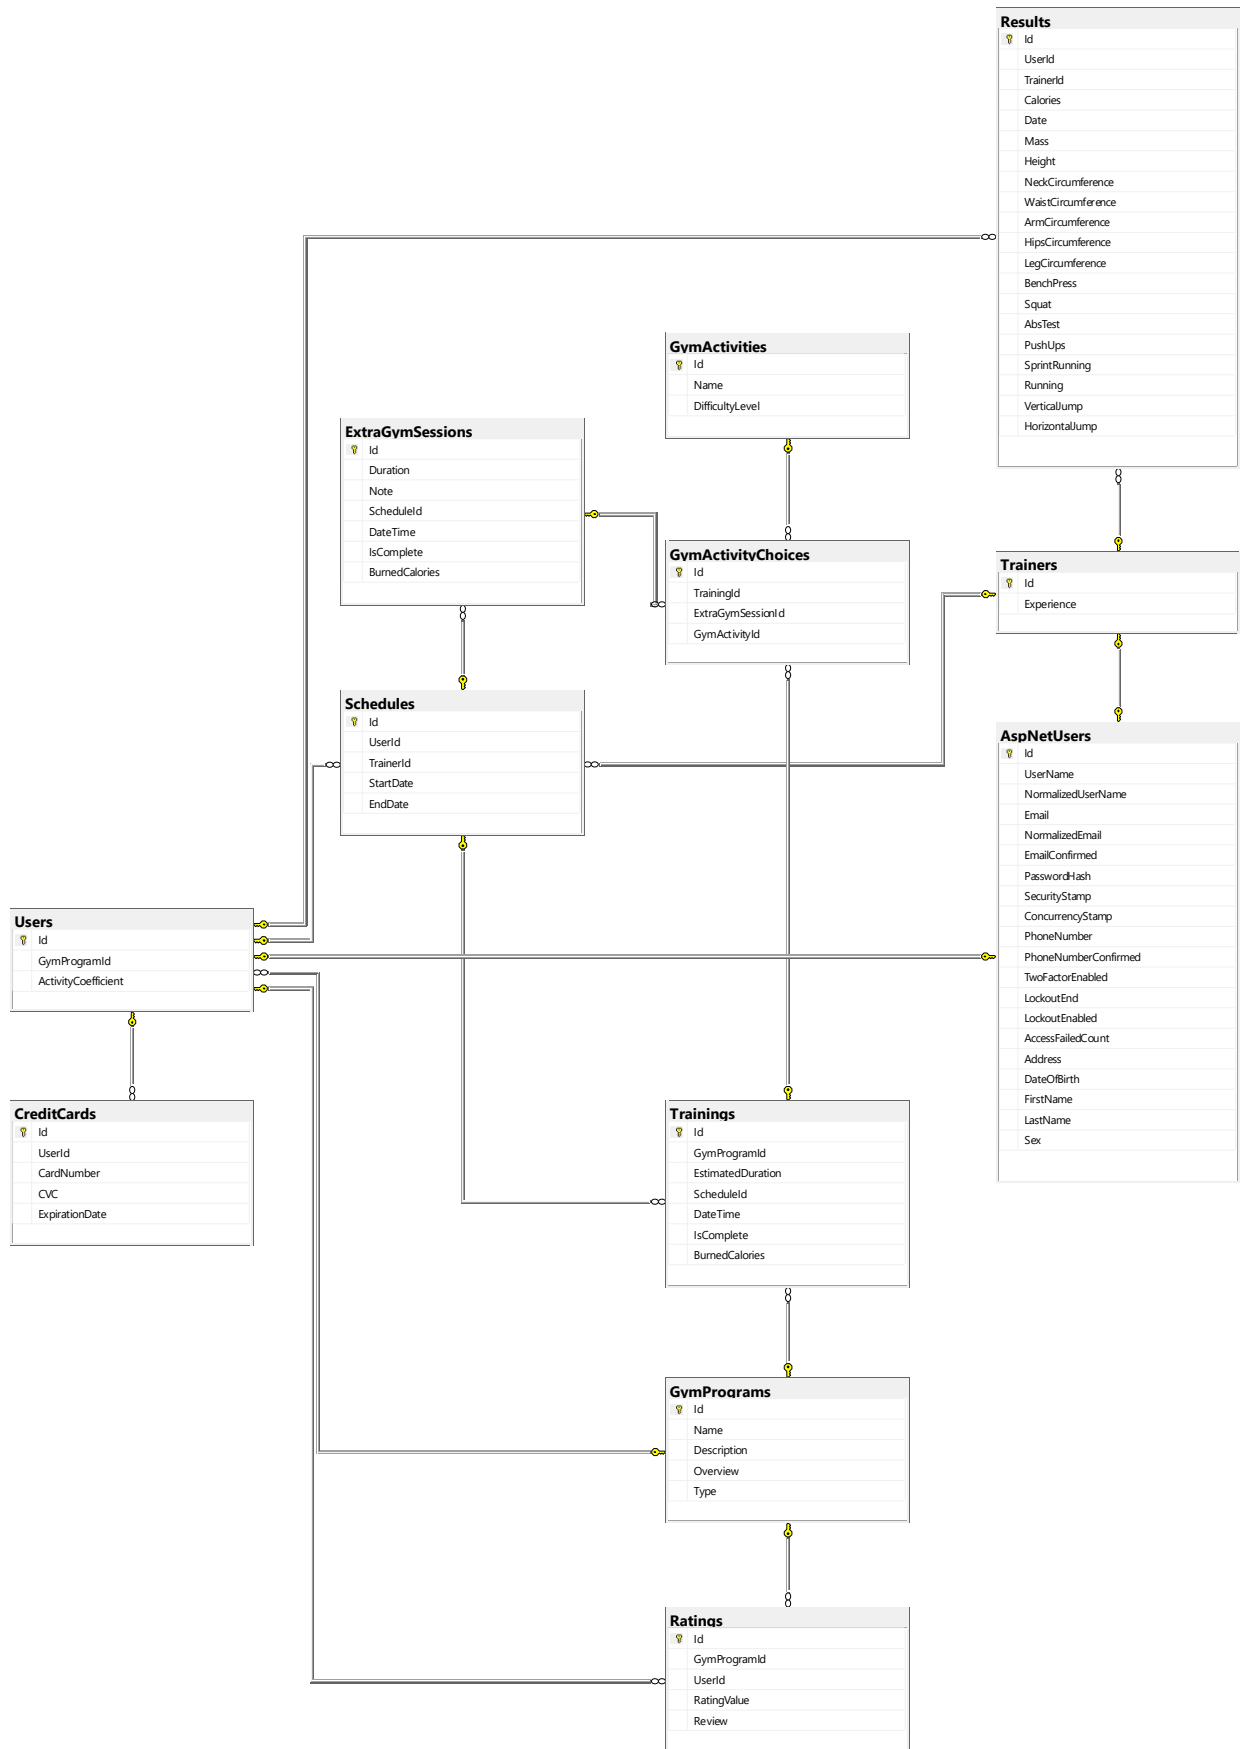 Results
Id
UserId
TrainerId
Calories
Date
Mass
Height
NeckCircumference
WaistCircumference
ArmCircumference
HipsCircumference
LegCircumference
BenchPress
Squat
AbsTest
PushUps
SprintRunning
Running
VerticalJump
HorizontalJump
GymActivities
Id
Name
DifficultyLevel
ExtraGymSessions
Id
Duration
Note
ScheduleId
DateTime
IsComplete
BurnedCalories
GymActivityChoices
Id
TrainingId
ExtraGymSessionId
GymActivityId
Trainers
Id
Experience
Schedules
Id
UserId
TrainerId
StartDate
EndDate
AspNetUsers
Id
UserName
NormalizedUserName
Email
NormalizedEmail
EmailConfirmed
PasswordHash
SecurityStamp
ConcurrencyStamp
PhoneNumber
PhoneNumberConfirmed
TwoFactorEnabled
LockoutEnd
LockoutEnabled
AccessFailedCount
Address
DateOfBirth
FirstName
LastName
Sex
Users
Id
GymProgramId
ActivityCoefficient
CreditCards
Id
UserId
CardNumber
CVC
ExpirationDate
Trainings
Id
GymProgramId
EstimatedDuration
ScheduleId
DateTime
IsComplete
BurnedCalories
GymPrograms
Id
Name
Description
Overview
Type
Ratings
Id
GymProgramId
UserId
RatingValue
Review